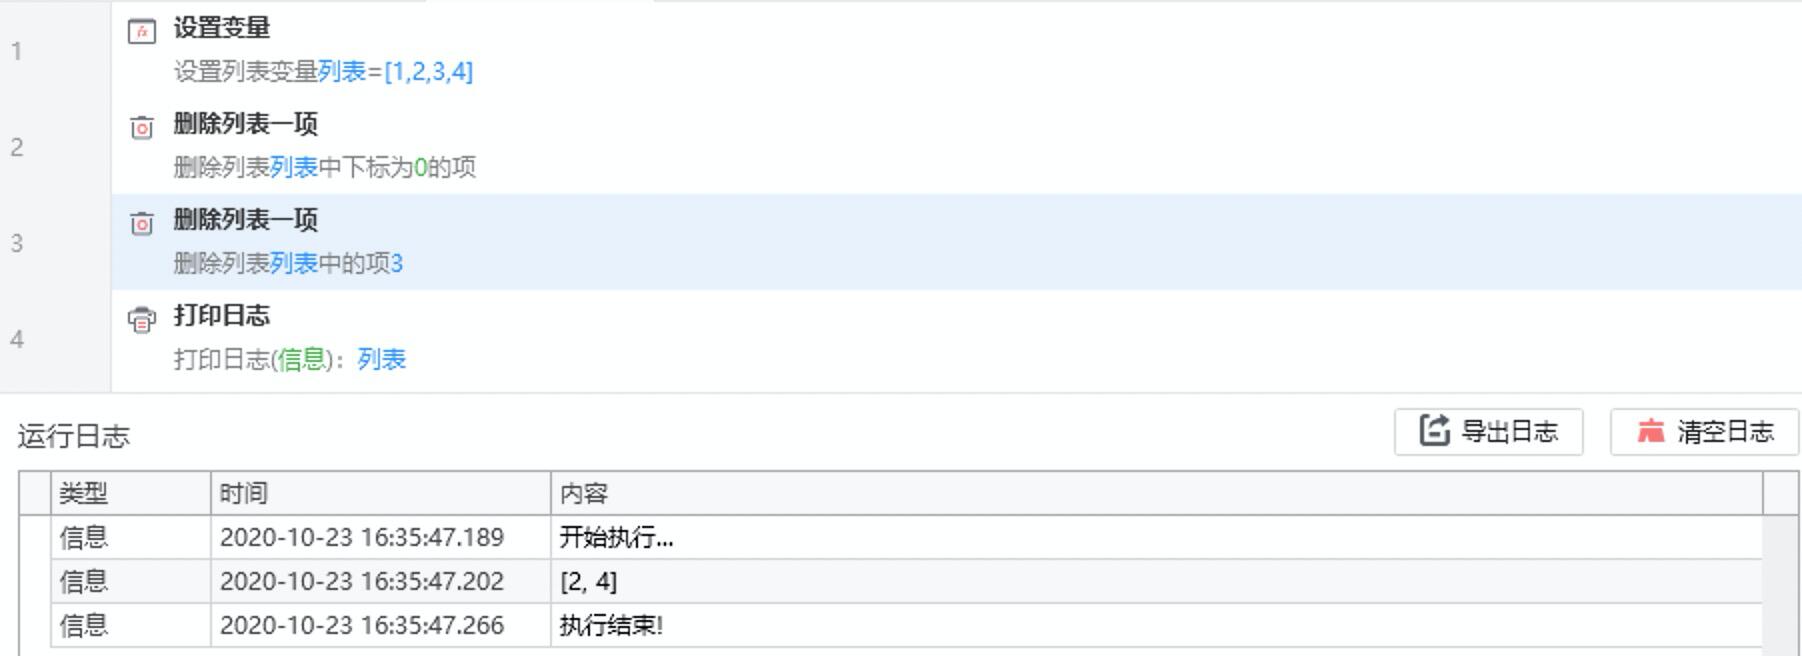 1
设置变量
设置列表变量列表=[1,2,3,4]
2
删除列表一项
删除列表列表中下标为0的项
3
删除列表一项
删除列表列表中的项3
4
打印日志
打印日志(信息)：列表
运行日志
导出日志
清空日志
类型 时间 内容
信息 2020-10-23 16:35:47.189 开始执行...
信息 2020-10-23 16:35:47.202 [2, 4]
信息 2020-10-23 16:35:47.266 执行结束!